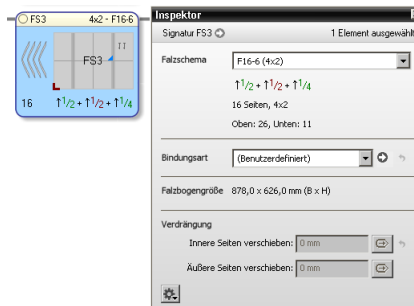 FS3
4x2 - F16-6
FS3
11
16
↑1/2 + ↑1/2 + ↑1/4
Inspektor
Signatur FS3
1 Element ausgewählt
Falzschema
F16-6 (4x2)
↑1/2 + ↑1/2 + ↑1/4
16 Seiten, 4x2
Oben: 26, Unten: 11
Bindungsart
(Benutzerdefiniert)
Falzbogengröße 878,0 x 626,0 mm (B x H)
Verdrängung
Innere Seiten verschieben: 0 mm
Äußere Seiten verschieben: 0 mm